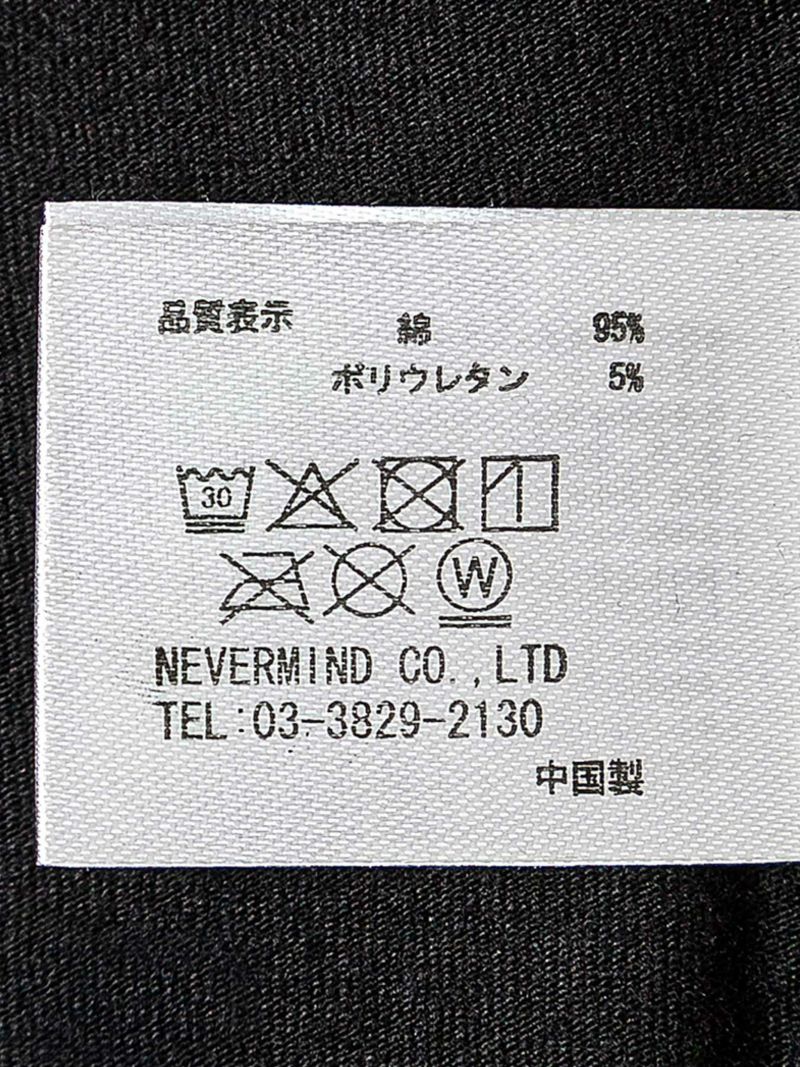 品質表示 綿 95%
ポリウレタン 5%
30
W
NEVERMIND CO.,LTD
TEL:03-3829-2130
中国製